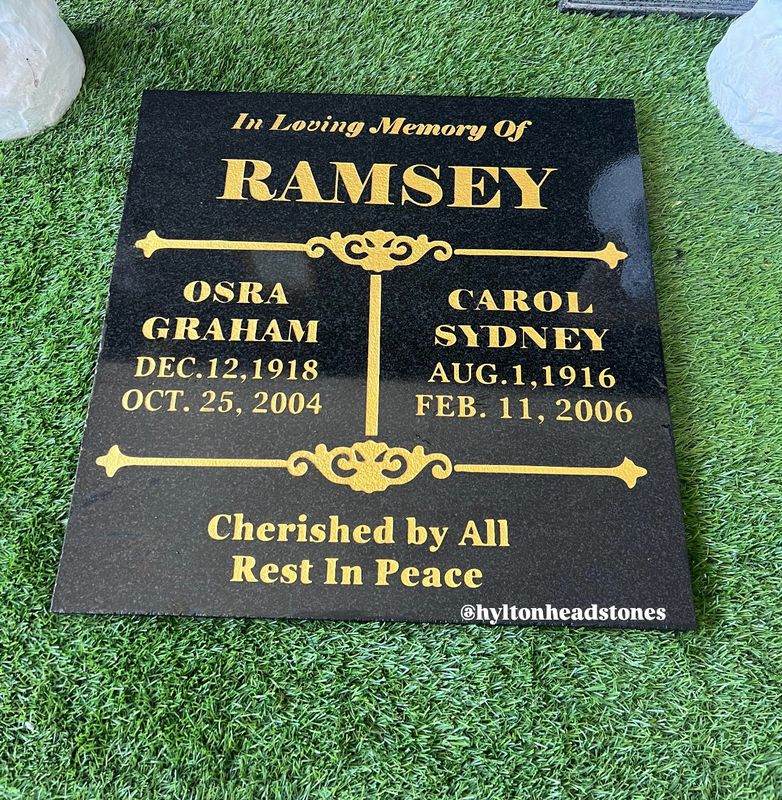 In Loving Memory Of
RAMSEY
OSRA
GRAHAM
DEC.12,1918
OCT. 25, 2004
CAROL
SYDNEY
AUG.1,1916
FEB. 11, 2006
Cherished by All
Rest In Peace
@hyltonheadstones